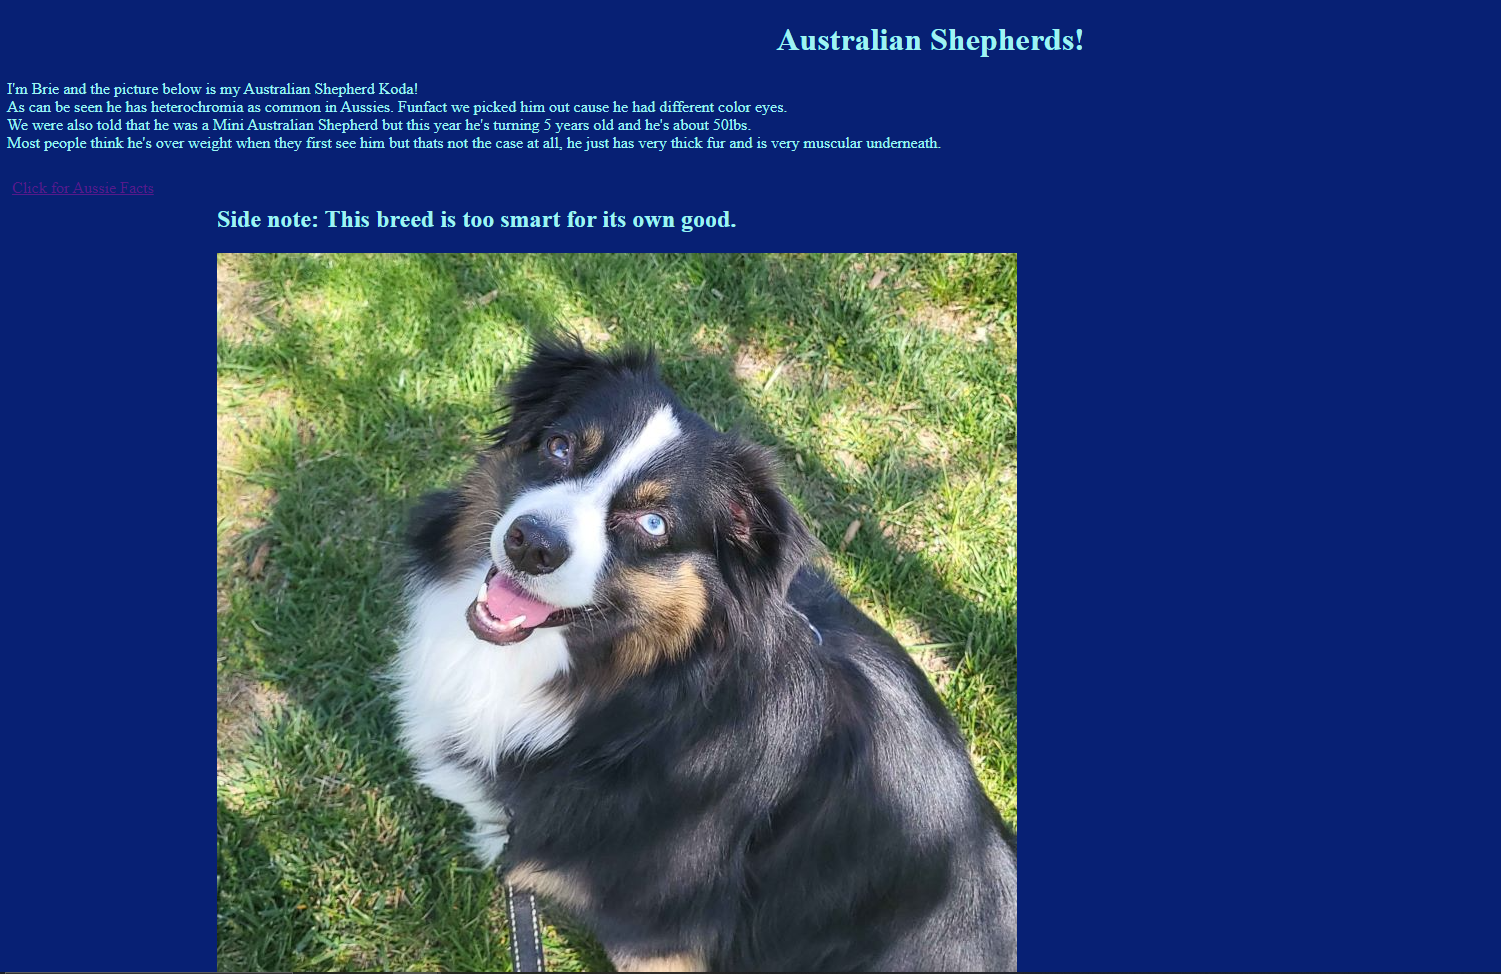 Australian Shepherds!
I'm Brie and the picture below is my Australian Shepherd Koda!
As can be seen he has heterochromia as common in Aussies. Funfact we picked him out cause he had different color eyes.
We were also told that he was a Mini Australian Shepherd but this year he's turning 5 years old and he's about 50lbs.
Most people think he's over weight when they first see him but thats not the case at all, he just has very thick fur and is very muscular underneath.
Click for Aussie Facts
Side note: This breed is too smart for its own good.